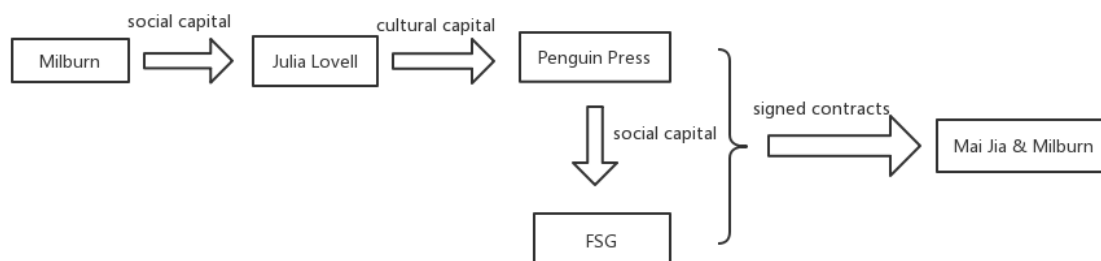 social capital
cultural capital
Milburn
Julia Lovell
Penguin Press
signed contracts
social capital
Mai Jia & Milburn
FSG